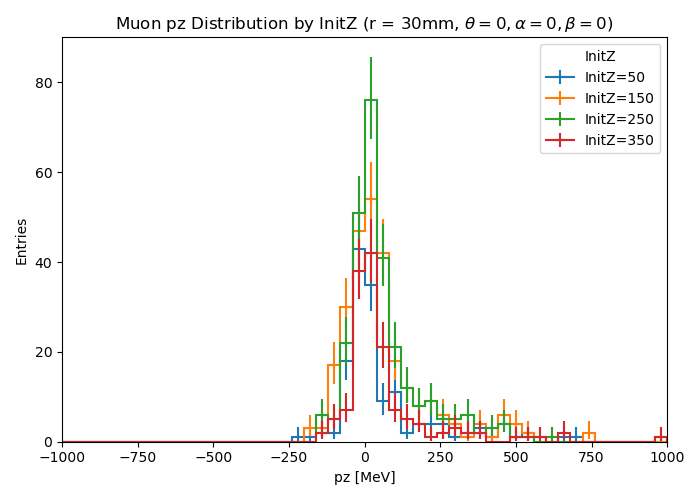 Muon pz Distribution by InitZ (r = 30mm, θ = 0, α = 0, β = 0)
InitZ
InitZ=50
InitZ=150
InitZ=250
InitZ=350
Entries
80
60
40
20
0
−1000 −750 −500 −250 0 250 500 750 1000
pz [MeV]